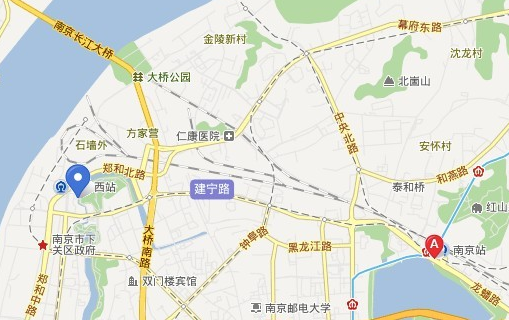 幕府东路
南京长江大桥
金陵新村
沈龙村
大桥公园
北崮山
方家营
仁康医院
中央北路
石墙外
安怀村
郑和北路
和燕路
西站
建宁路
泰和桥
红山
钟阜路
南京市下
关区政府
大桥南路
黑龙江路
A
南京站
郑和中路
双门楼宾馆
龙蟠路
南京邮电大学